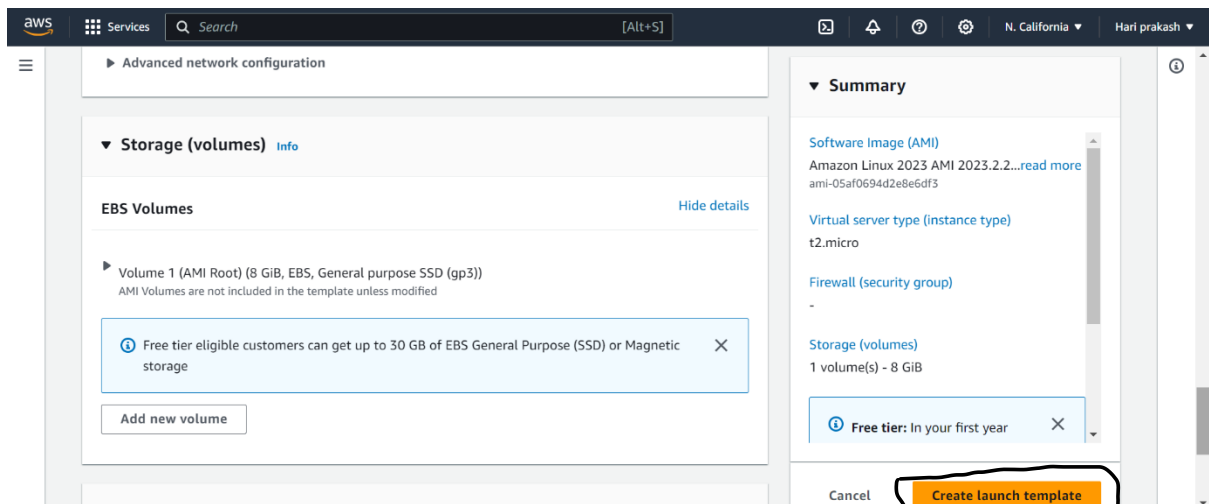 aws
Services
Search
[Alt+S]
N. California ▼
Hari prakash ▼
▶ Advanced network configuration
▼ Storage (volumes) Info
EBS Volumes
Hide details
▶ Volume 1 (AMI Root) (8 GiB, EBS, General purpose SSD (gp3))
AMI Volumes are not included in the template unless modified
Free tier eligible customers can get up to 30 GB of EBS General Purpose (SSD) or Magnetic
storage
Add new volume
▼ Summary
Software Image (AMI)
Amazon Linux 2023 AMI 2023.2.2...read more
ami-05af0694d2e8e6df3
Virtual server type (instance type)
t2.micro
Firewall (security group)
-
Storage (volumes)
1 volume(s) - 8 GiB
Free tier: In your first year
Cancel
Create launch template